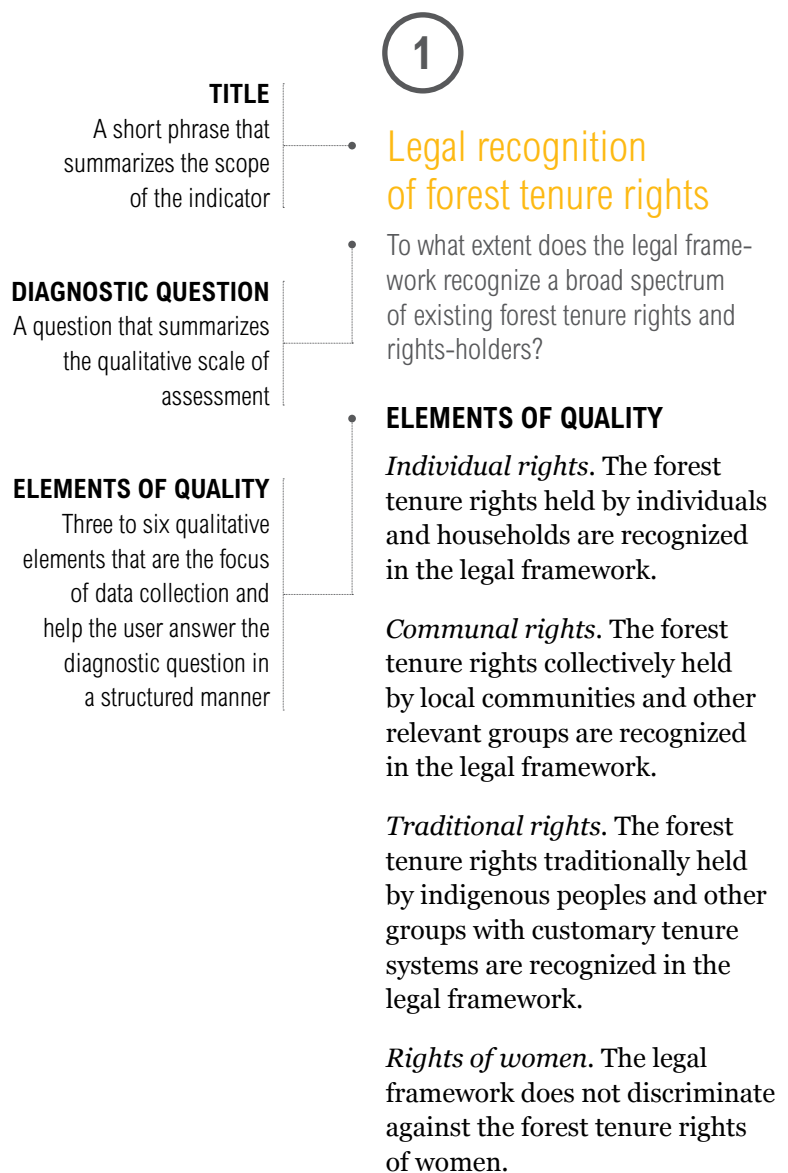 1
TITLE
A short phrase that
summarizes the scope
of the indicator
Legal recognition
of forest tenure rights
DIAGNOSTIC QUESTION
A question that summarizes
the qualitative scale of
assessment
To what extent does the legal frame-
work recognize a broad spectrum
of existing forest tenure rights and
rights-holders?
ELEMENTS OF QUALITY
Three to six qualitative
elements that are the focus
of data collection and
help the user answer the
diagnostic question in
a structured manner
ELEMENTS OF QUALITY
Individual rights. The forest
tenure rights held by individuals
and households are recognized
in the legal framework.
Communal rights. The forest
tenure rights collectively held
by local communities and other
relevant groups are recognized
in the legal framework.
Traditional rights. The forest
tenure rights traditionally held
by indigenous peoples and other
groups with customary tenure
systems are recognized in the
legal framework.
Rights of women. The legal
framework does not discriminate
against the forest tenure rights
of women.